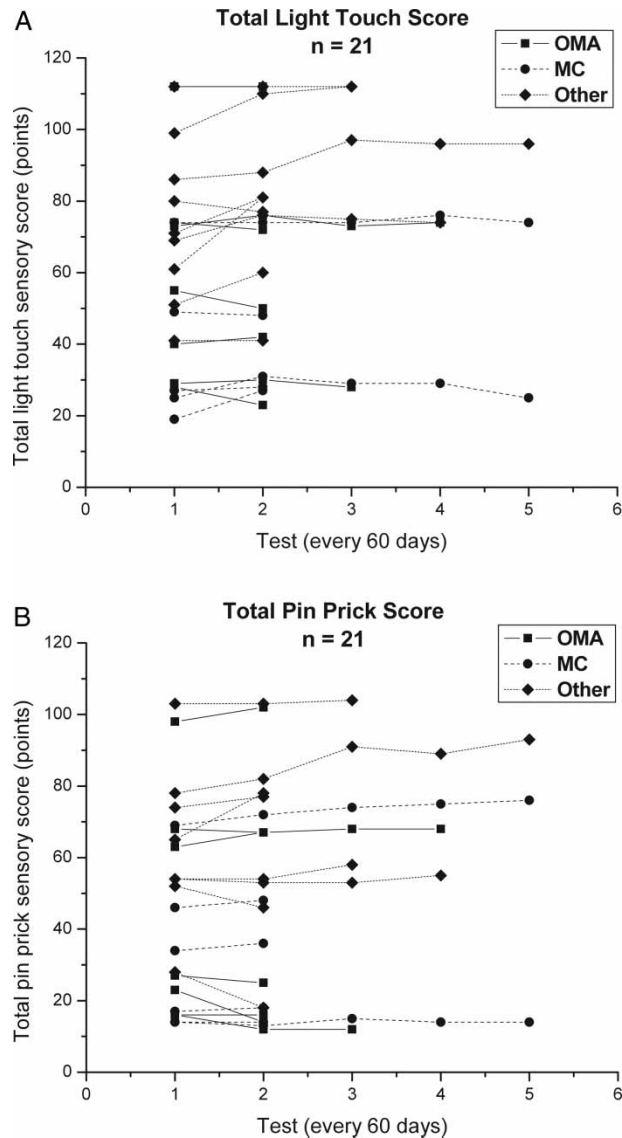 A
Total Light Touch Score
n = 21
OMA
MC
Other
Total light touch sensory score (points)
120
100
80
60
40
20
0
0 1 2 3 4 5 6
Test (every 60 days)
B
Total Pin Prick Score
n = 21
OMA
MC
Other
Total pin prick sensory score (points)
120
100
80
60
40
20
0
0 1 2 3 4 5 6
Test (every 60 days)